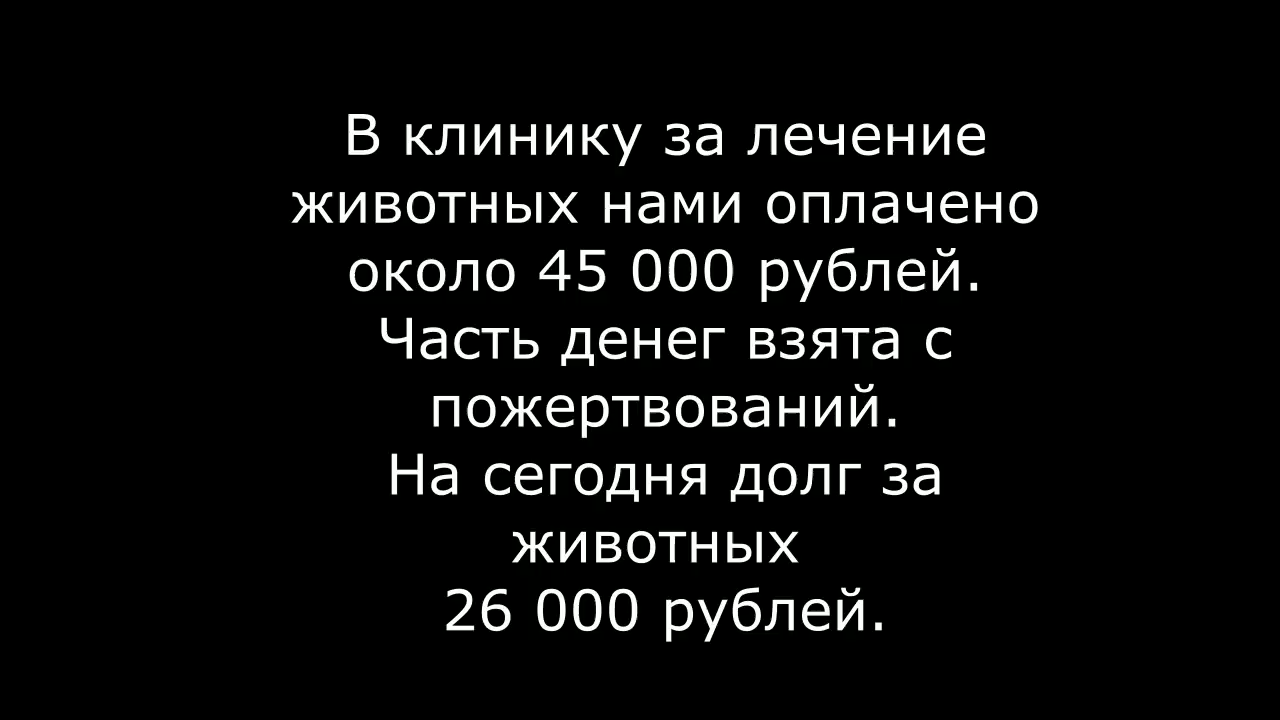 В клинику за лечение
животных нами оплачено
около 45 000 рублей.
Часть денег взята с
пожертвований.
На сегодня долг за
животных
26 000 рублей.